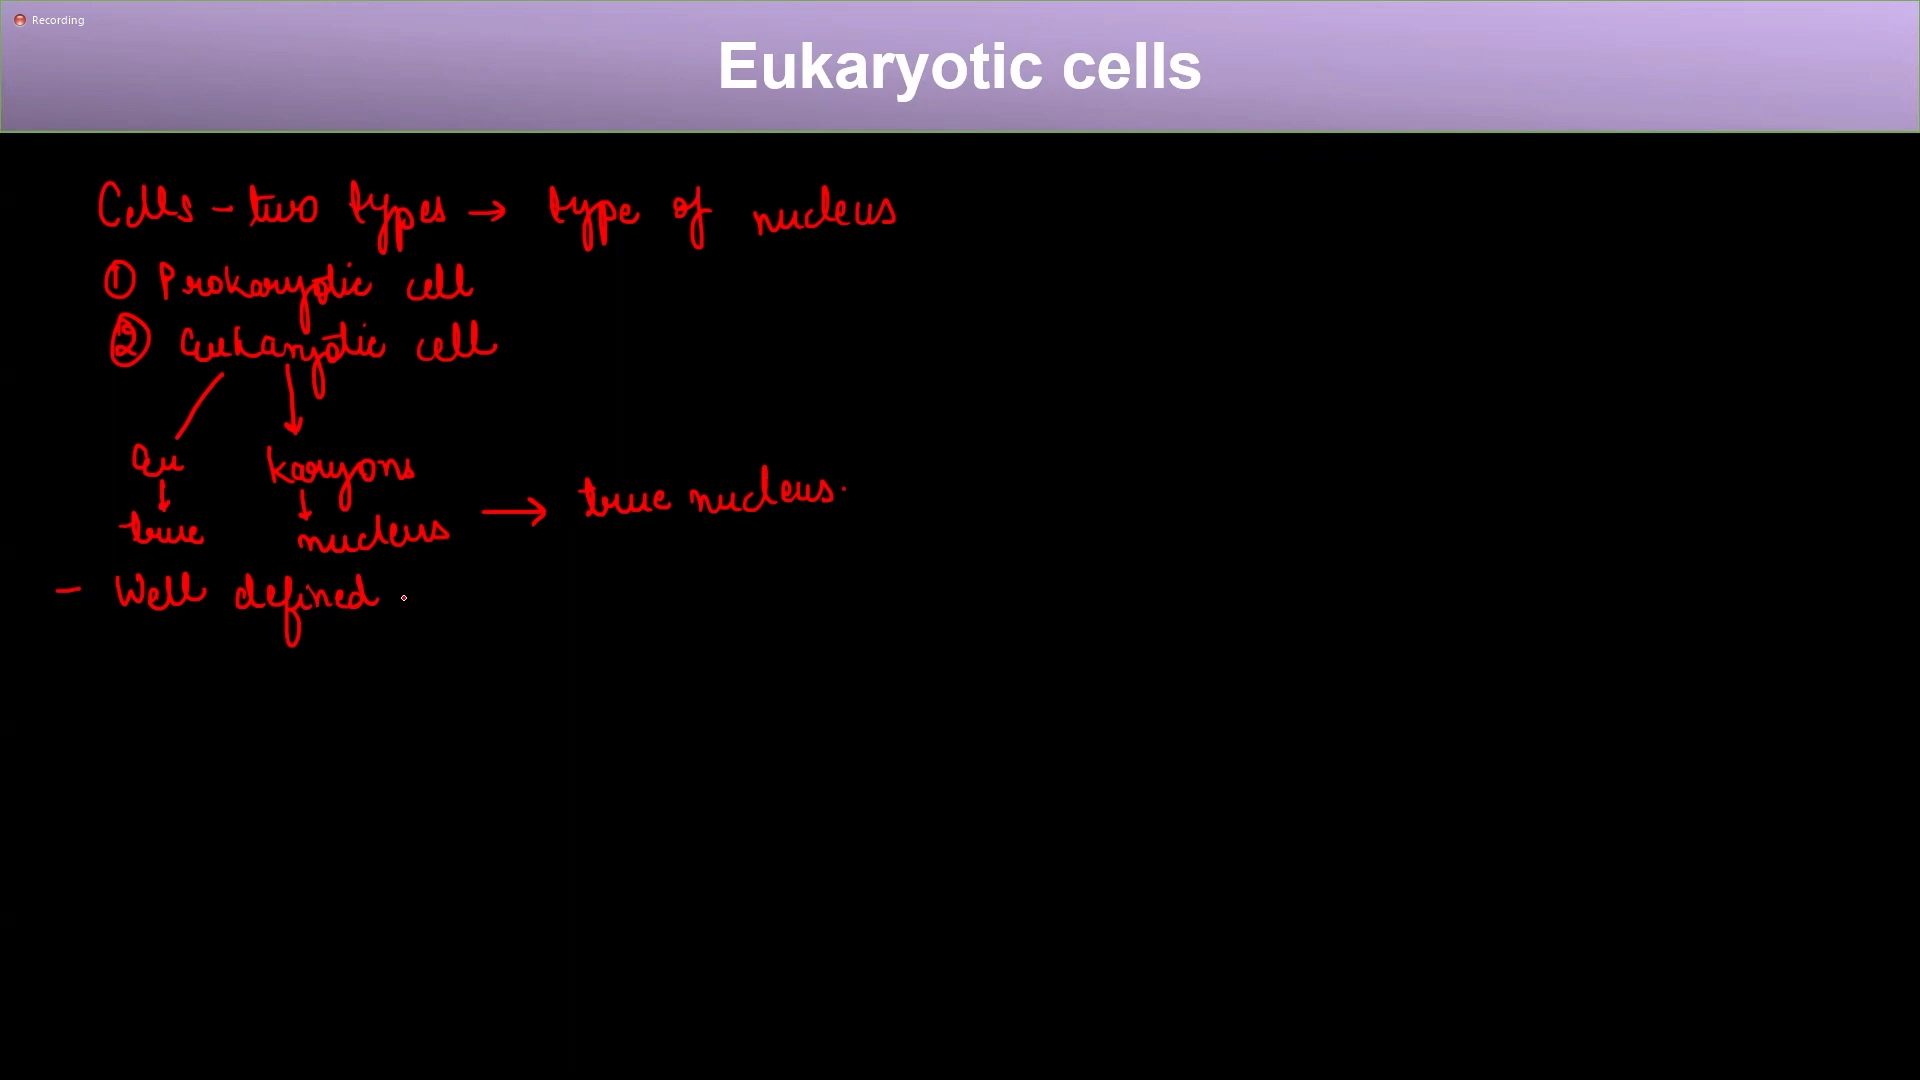 Recording
Eukaryotic cells
Cells - two types → type of nucleus
① Prokaryotic cell
② Eukaryotic cell
Eu karyons
↓ ↓
true nucleus → true nucleus.
- Well defined